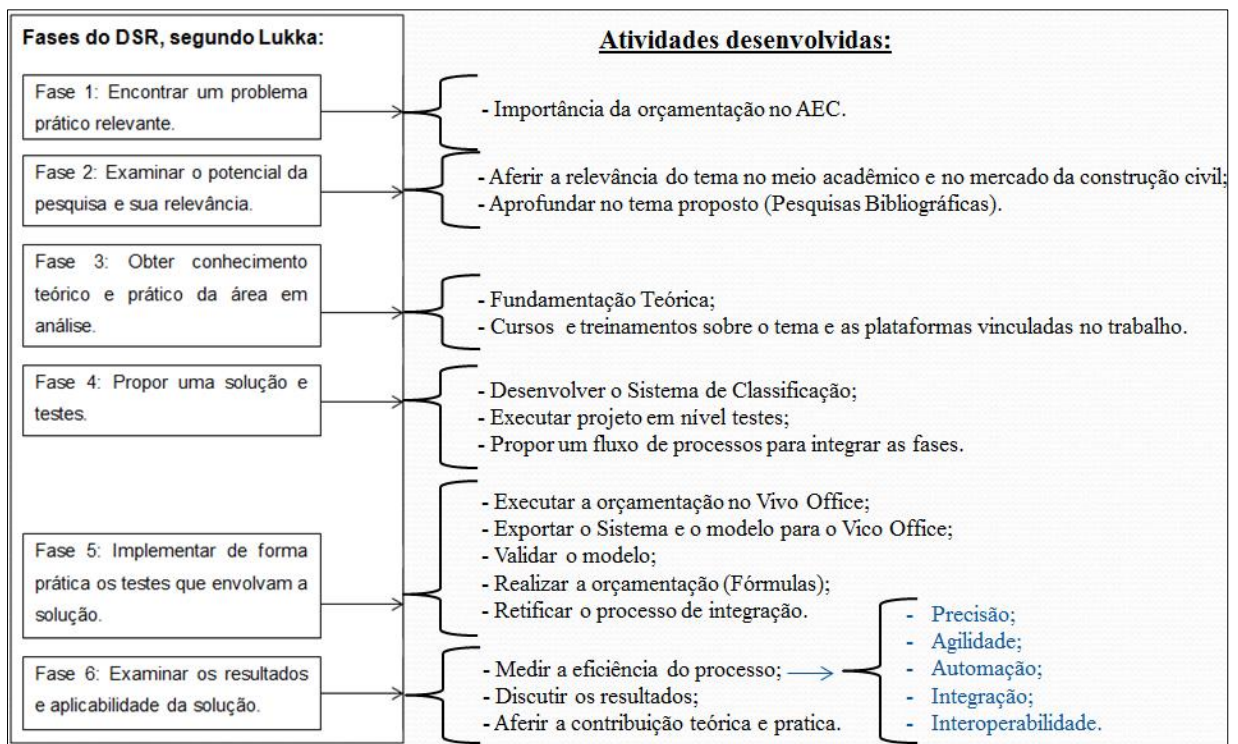 Fases do DSR, segundo Lukka:
Atividades desenvolvidas:
Fase 1: Encontrar um problema
prático relevante.
- Importância da orçamentação no AEC.
Fase 2: Examinar o potencial da
pesquisa e sua relevância.
- Aferir a relevância do tema no meio acadêmico e no mercado da construção civil;
- Aprofundar no tema proposto (Pesquisas Bibliográficas).
Fase 3: Obter conhecimento
teórico e prático da área em
análise.
- Fundamentação Teórica;
- Cursos e treinamentos sobre o tema e as plataformas vinculadas no trabalho.
Fase 4: Propor uma solução e
testes.
- Desenvolver o Sistema de Classificação;
- Executar projeto em nível testes;
- Propor um fluxo de processos para integrar as fases.
Fase 5: Implementar de forma
prática os testes que envolvam a
solução.
- Executar a orçamentação no Vivo Office;
- Exportar o Sistema e o modelo para o Vico Office;
- Validar o modelo;
- Realizar a orçamentação (Fórmulas);
- Retificar o processo de integração.
Fase 6: Examinar os resultados
e aplicabilidade da solução.
- Medir a eficiência do processo;
- Discutir os resultados;
- Aferir a contribuição teórica e pratica.
- Precisão;
- Agilidade;
- Automação;
- Integração;
- Interoperabilidade.